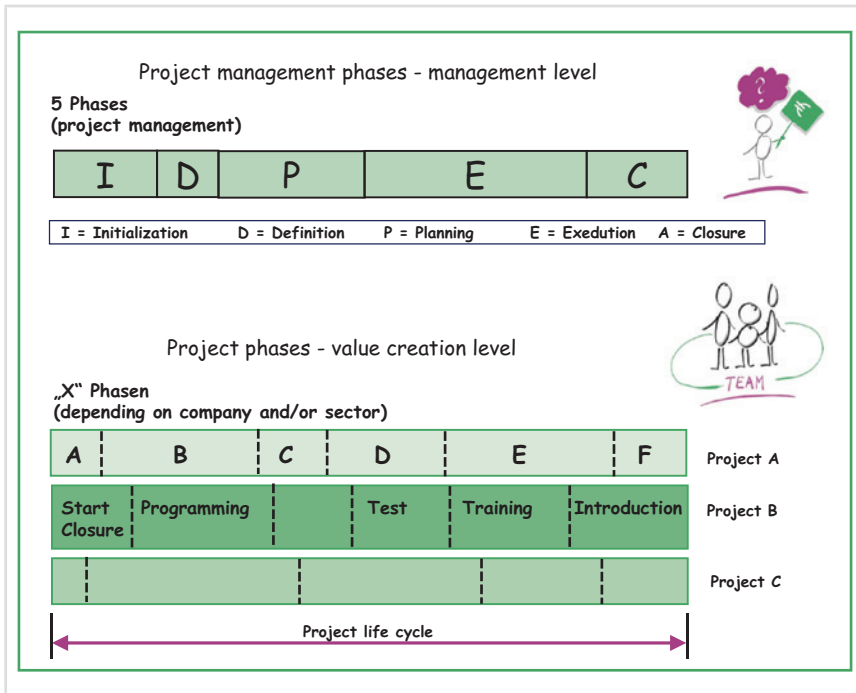 Project management phases - management level
5 Phases
(project management)
?
I D P E C
I = Initialization D = Definition P = Planning E = Exedution A = Closure
Project phases - value creation level
TEAM
„X“ Phasen
(depending on company and/or sector)
A B C D E F Project A
Start Programming Test Training Introduction Project B
Closure
Project C
Project life cycle